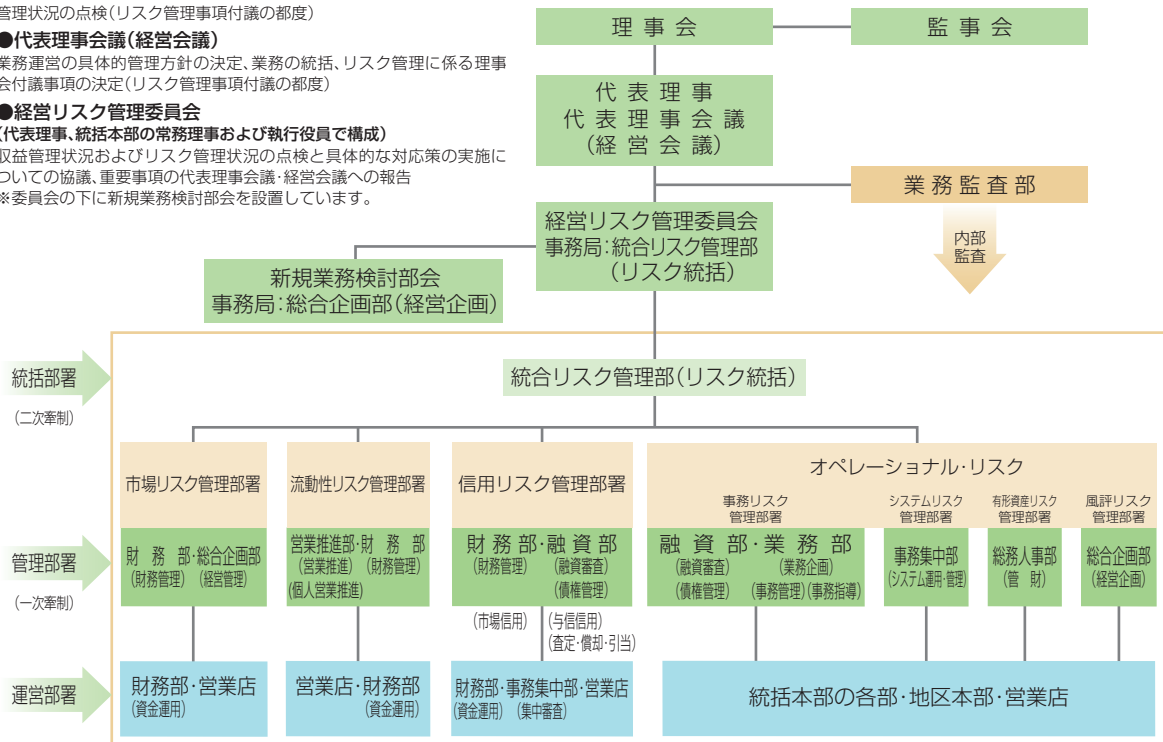 管理状況の点検(リスク管理事項付議の都度)
●代表理事会議(経営会議)
業務運営の具体的管理方針の決定、業務の統括、リスク管理に係る理事
会付議事項の決定(リスク管理事項付議の都度)
●経営リスク管理委員会
(代表理事、統括本部の常務理事および執行役員で構成)
収益管理状況およびリスク管理状況の点検と具体的な対応策の実施に
ついての協議、重要事項の代表理事会議・経営会議への報告
※委員会の下に新規業務検討部会を設置しています。
理事会
監事会
代表理事
代表理事会議
(経営会議)
業務監査部
内部
監査
経営リスク管理委員会
事務局:統合リスク管理部
(リスク統括)
新規業務検討部会
事務局:総合企画部(経営企画)
統括部署
(二次牽制)
統合リスク管理部(リスク統括)
市場リスク管理部署
流動性リスク管理部署
信用リスク管理部署
オペレーショナル・リスク
事務リスク
管理部署
システムリスク
管理部署
有形資産リスク
管理部署
風評リスク
管理部署
管理部署
(一次牽制)
財務部・総合企画部
(財務管理) (経営管理)
営業推進部・財務部
(営業推進) (財務管理)
(個人営業推進)
財務部・融資部
(財務管理) (融資審査)
(債権管理)
融資部・業務部
(融資審査) (業務企画)
(債権管理) (事務管理)(事務指導)
事務集中部
(システム運用・管理)
総務人事部
(管財)
総合企画部
(経営企画)
(市場信用) (与信信用)
(査定・償却・引当)
運営部署
財務部・営業店
(資金運用)
営業店・財務部
(資金運用)
財務部・事務集中部・営業店
(資金運用) (集中審査)
統括本部の各部・地区本部・営業店